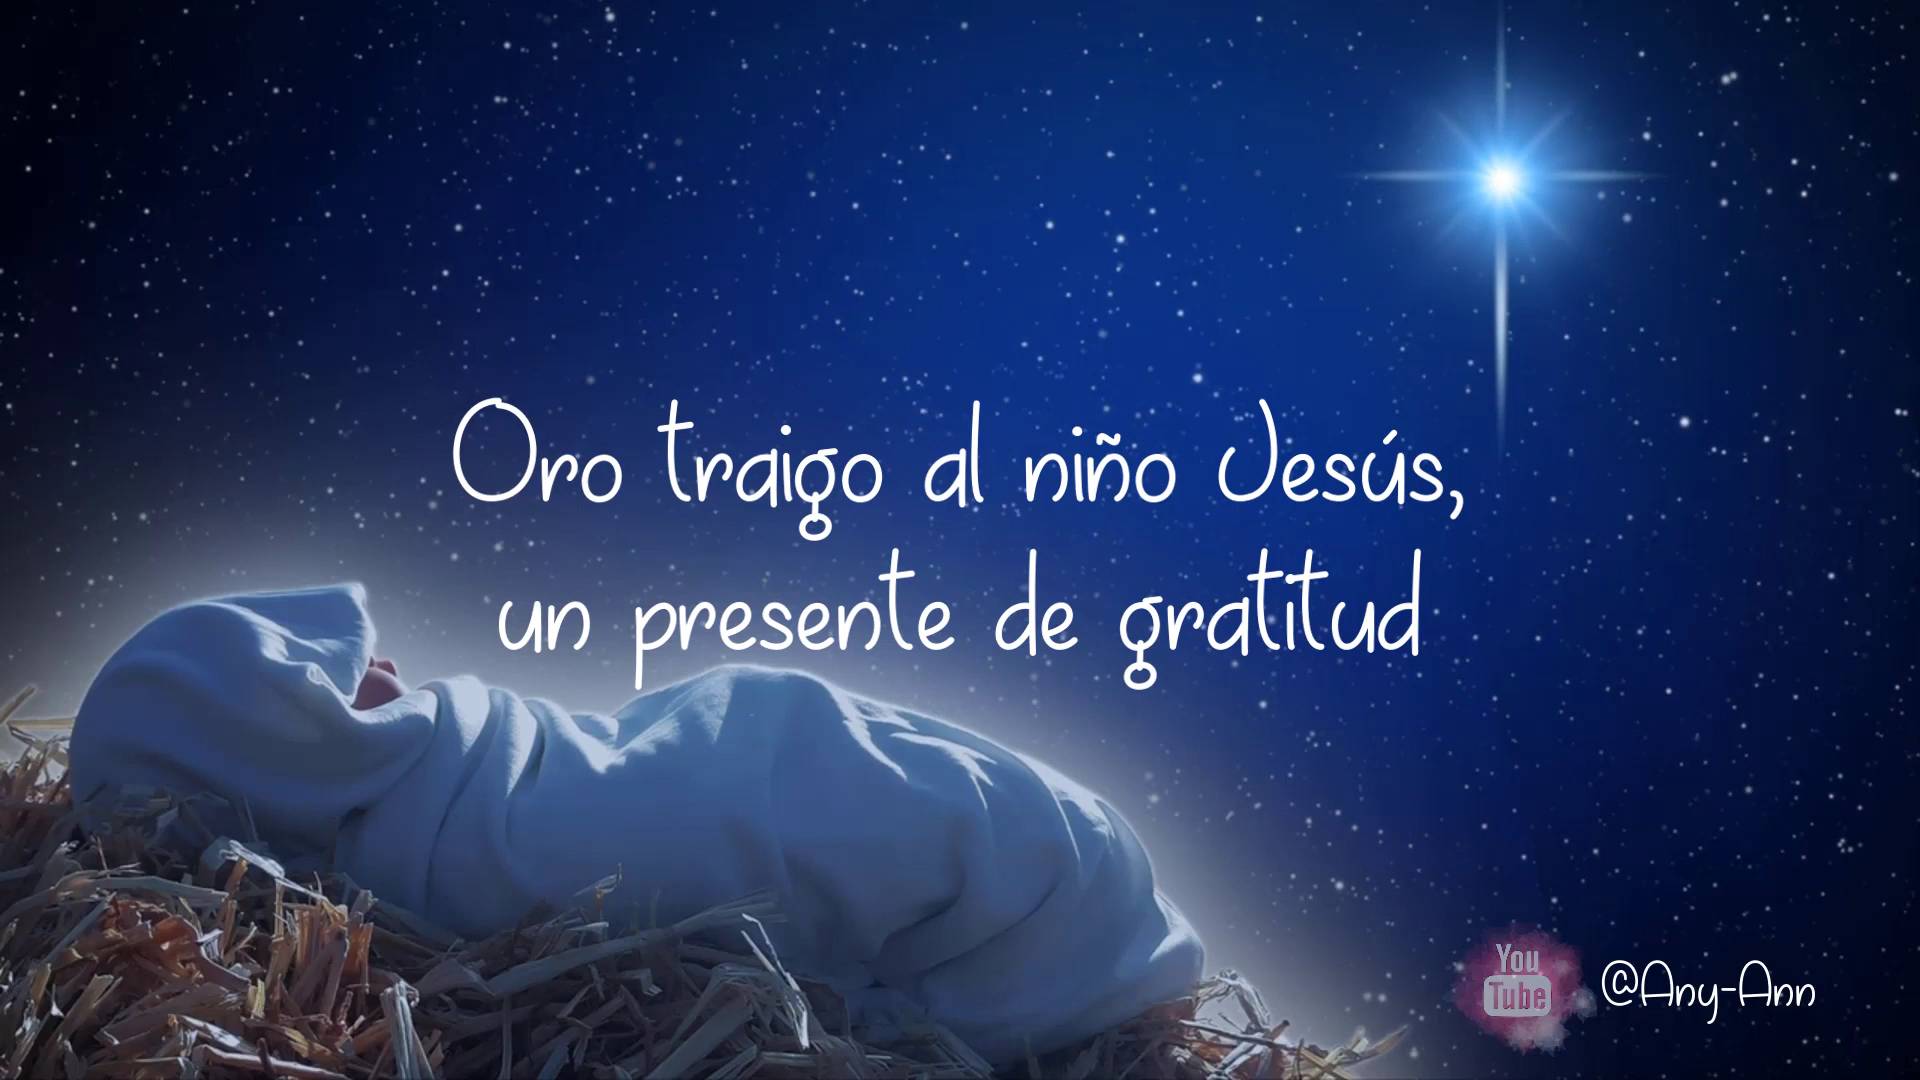 Oro traigo al niño Jesús,
un presente de gratitud
You
Tube
@Any-Ann